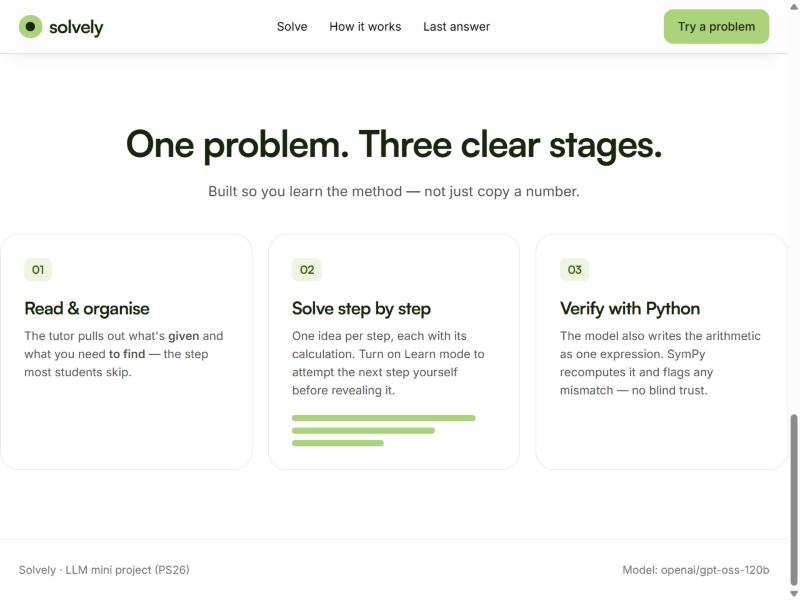 solvely
Solve
How it works
Last answer
Try a problem
One problem. Three clear stages.
Built so you learn the method — not just copy a number.
01
Read & organise
The tutor pulls out what's given and
what you need to find — the step
most students skip.
02
Solve step by step
One idea per step, each with its
calculation. Turn on Learn mode to
attempt the next step yourself
before revealing it.
03
Verify with Python
The model also writes the arithmetic
as one expression. SymPy
recomputes it and flags any
mismatch — no blind trust.
Solvely · LLM mini project (PS26)
Model: openai/gpt-oss-120b